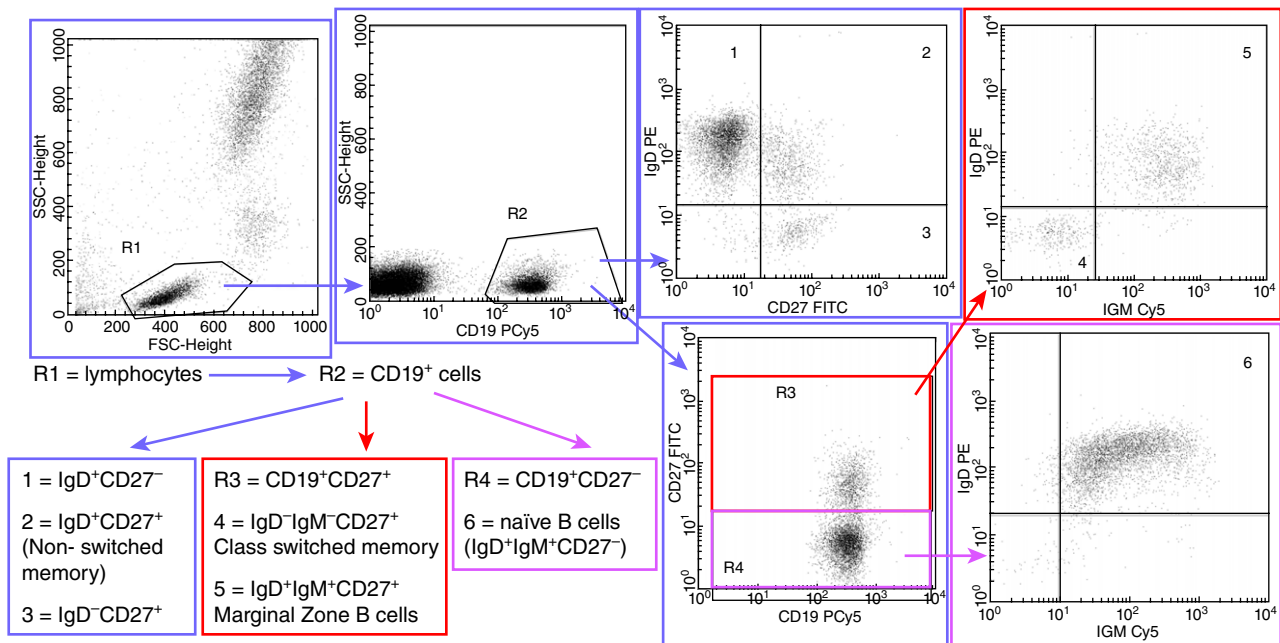 1000
800
600
400
200
0
SSC-Height
R1
0 200 400 600 800 1000
FSC-Height
1000
800
600
400
200
0
SSC-Height
R2
10⁰ 10¹ 10² 10³ 10⁴
CD19 PCy5
10⁴
10³
10²
10¹
10⁰
IgD PE
1
2
3
10⁰ 10¹ 10² 10³ 10⁴
CD27 FITC
10⁴
10³
10²
10¹
10⁰
IgD PE
5
4
10⁰ 10¹ 10² 10³ 10⁴
IGM Cy5
R1 = lymphocytes
R2 = CD19⁺ cells
10⁴
10³
10²
10¹
10⁰
CD27 FITC
R3
R4
10¹ 10² 10³ 10⁴
CD19 PCy5
10⁴
10³
10²
10¹
10⁰
IgD PE
6
10⁰ 10¹ 10² 10³ 10⁴
IGM Cy5
1 = IgD⁺CD27⁻
2 = IgD⁺CD27⁺
(Non- switched
memory)
3 = IgD⁻CD27⁺
R3 = CD19⁺CD27⁺
4 = IgD⁻IgM⁻CD27⁺
Class switched memory
5 = IgD⁺IgM⁺CD27⁺
Marginal Zone B cells
R4 = CD19⁺CD27⁻
6 = naïve B cells
(IgD⁺IgM⁺CD27⁻)